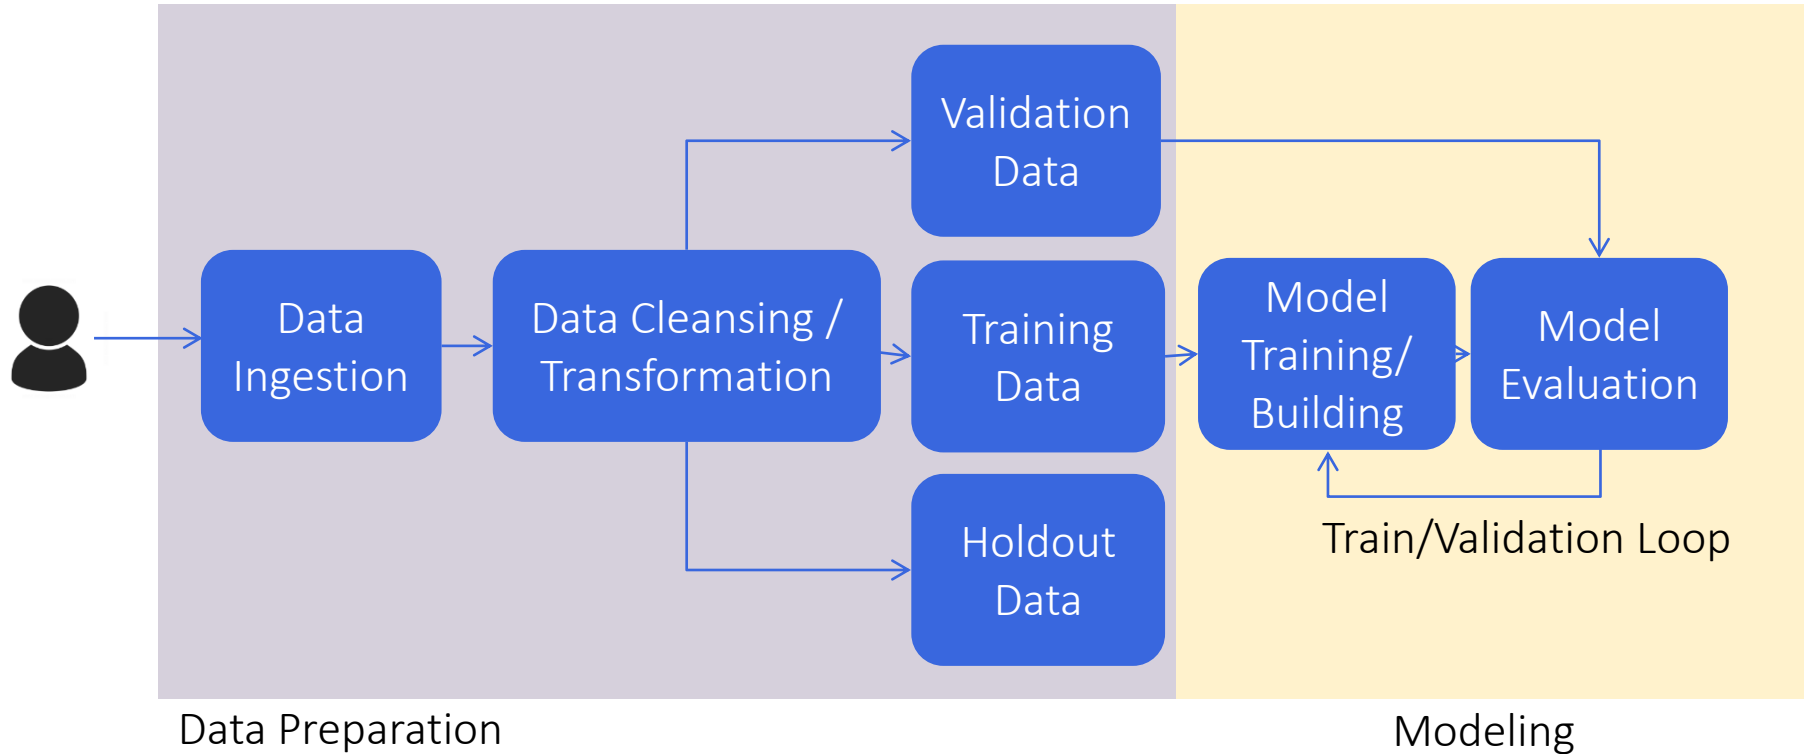 Validation
Data
Data
Ingestion
Data Cleansing /
Transformation
Training
Data
Model
Training/
Building
Model
Evaluation
Holdout
Data
Train/Validation Loop
Data Preparation
Modeling